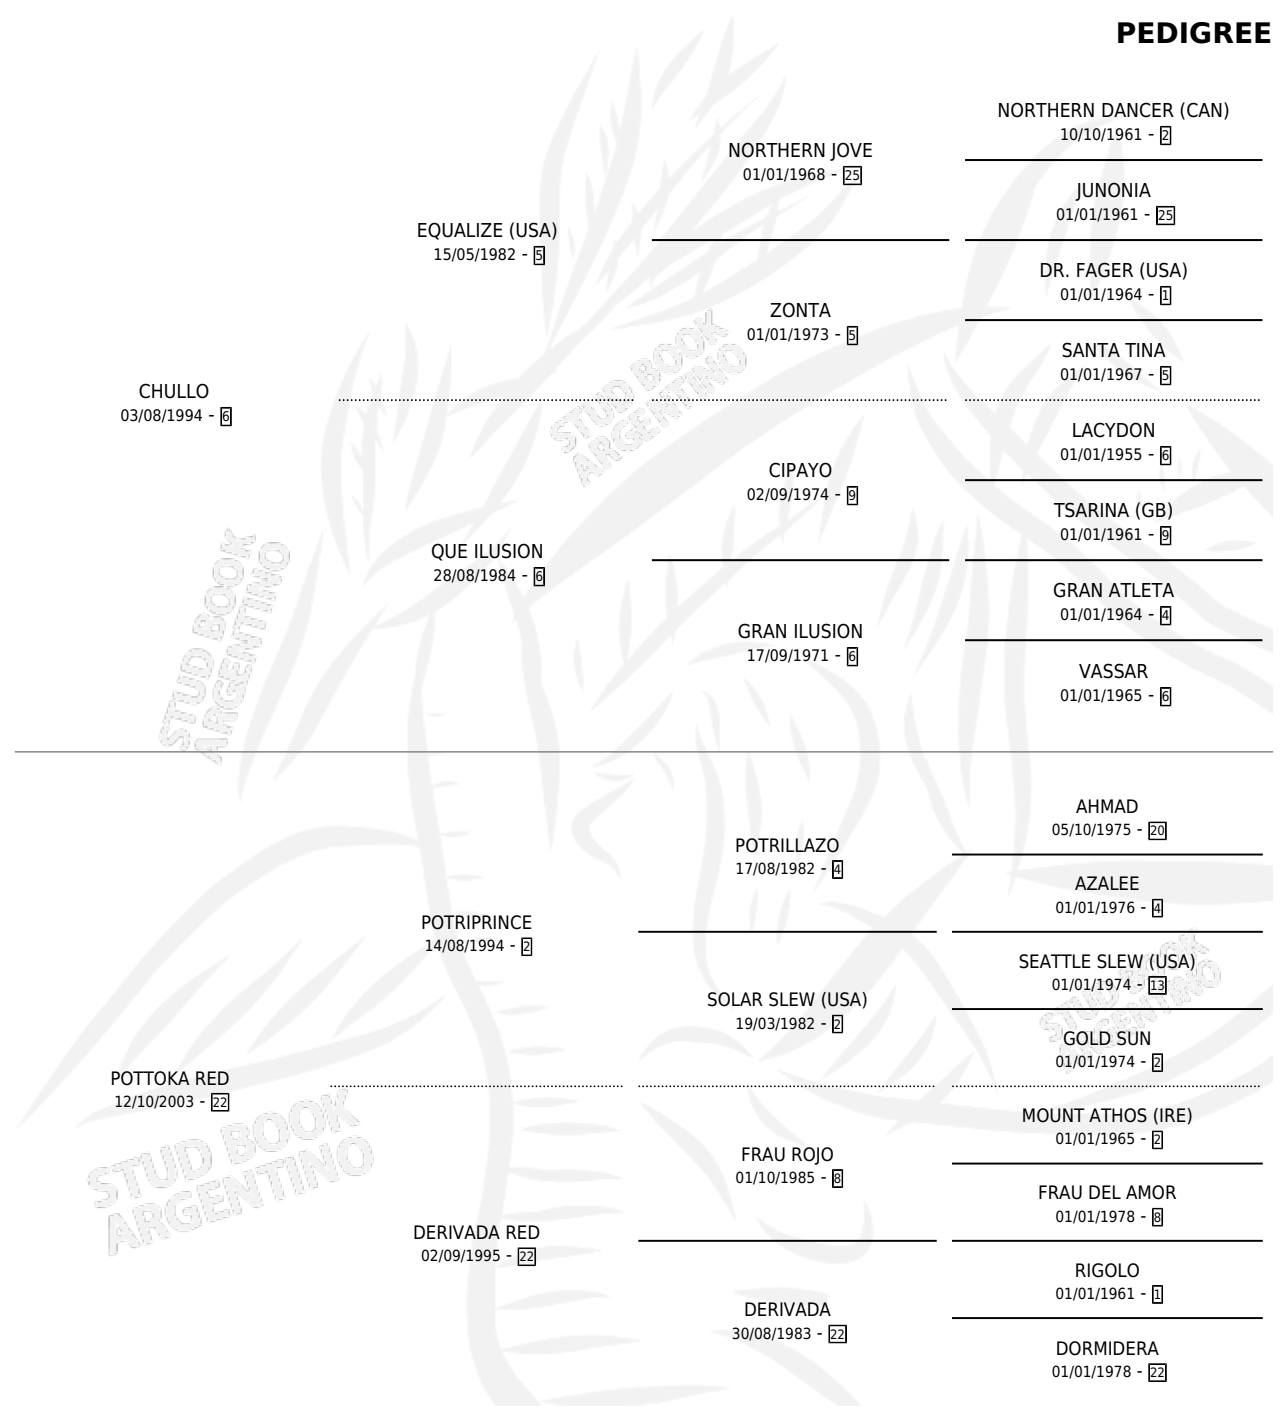 PEDIGREE
NORTHERN DANCER (CAN)
10/10/1961 - 2
NORTHERN JOVE
01/01/1968 - 25
JUNONIA
01/01/1961 - 25
EQUALIZE (USA)
15/05/1982 - 5
DR. FAGER (USA)
01/01/1964 - 1
ZONTA
01/01/1973 - 5
SANTA TINA
01/01/1967 - 5
CHULLO
03/08/1994 - 6
LACYDON
01/01/1955 - 6
CIPAYO
02/09/1974 - 9
TSARINA (GB)
01/01/1961 - 9
QUE ILUSION
28/08/1984 - 6
GRAN ATLETA
01/01/1964 - 4
GRAN ILUSION
17/09/1971 - 6
VASSAR
01/01/1965 - 6
AHMAD
05/10/1975 - 20
POTRILLAZO
17/08/1982 - 4
AZALEE
01/01/1976 - 4
POTRIPRINCE
14/08/1994 - 2
SEATTLE SLEW (USA)
01/01/1974 - 13
SOLAR SLEW (USA)
19/03/1982 - 2
GOLD SUN
01/01/1974 - 2
POTTOKA RED
12/10/2003 - 22
MOUNT ATHOS (IRE)
01/01/1965 - 2
FRAU ROJO
01/10/1985 - 8
FRAU DEL AMOR
01/01/1978 - 8
DERIVADA RED
02/09/1995 - 22
RIGOLO
01/01/1961 - 1
DERIVADA
30/08/1983 - 22
DORMIDERA
01/01/1978 - 22
STUD BOOK
ARGENTINO
STUD BOOK
ARGENTINO
STUD BOOK
ARGENTINO
STUD BOOK
ARGENTINO